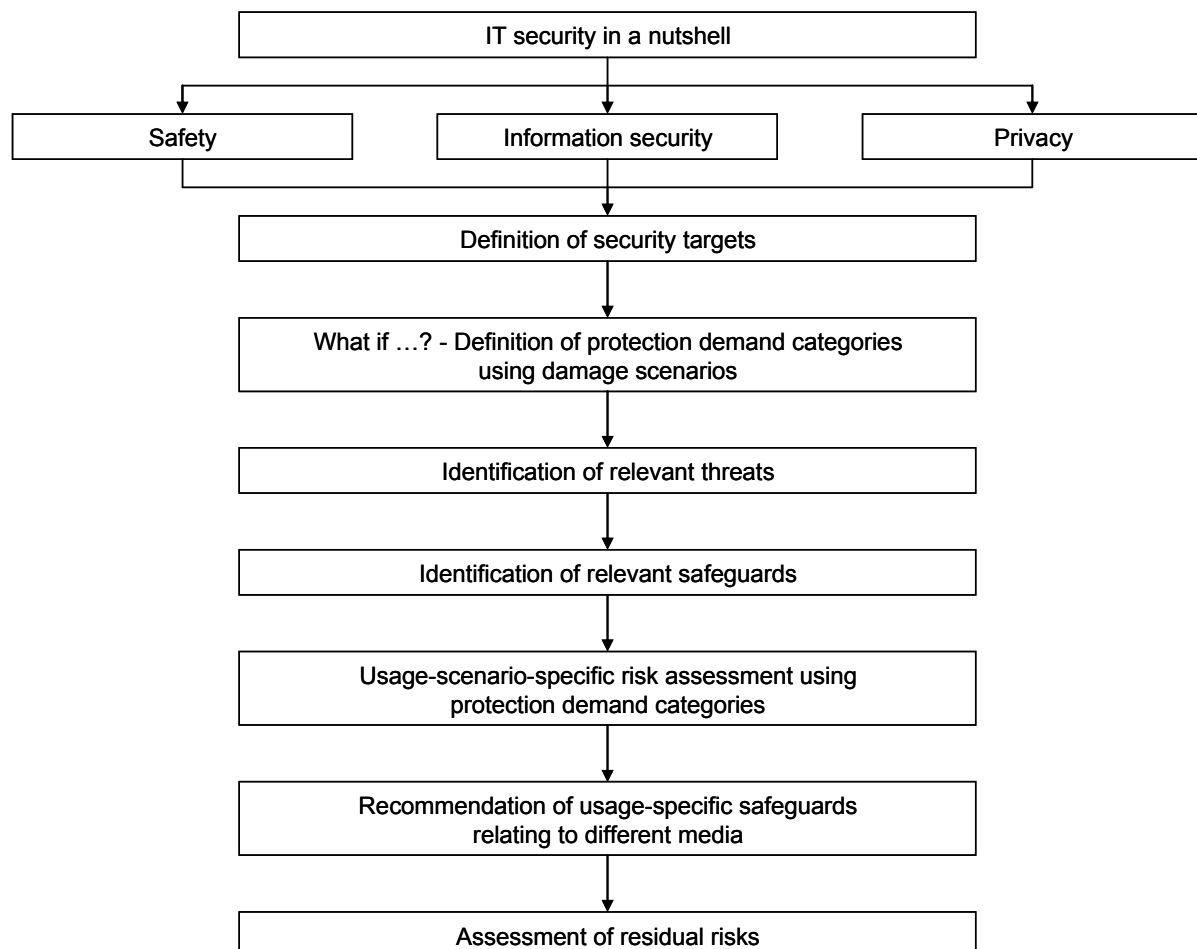 IT security in a nutshell
Safety
Information security
Privacy
Definition of security targets
What if …? - Definition of protection demand categories
using damage scenarios
Identification of relevant threats
Identification of relevant safeguards
Usage-scenario-specific risk assessment using
protection demand categories
Recommendation of usage-specific safeguards
relating to different media
Assessment of residual risks